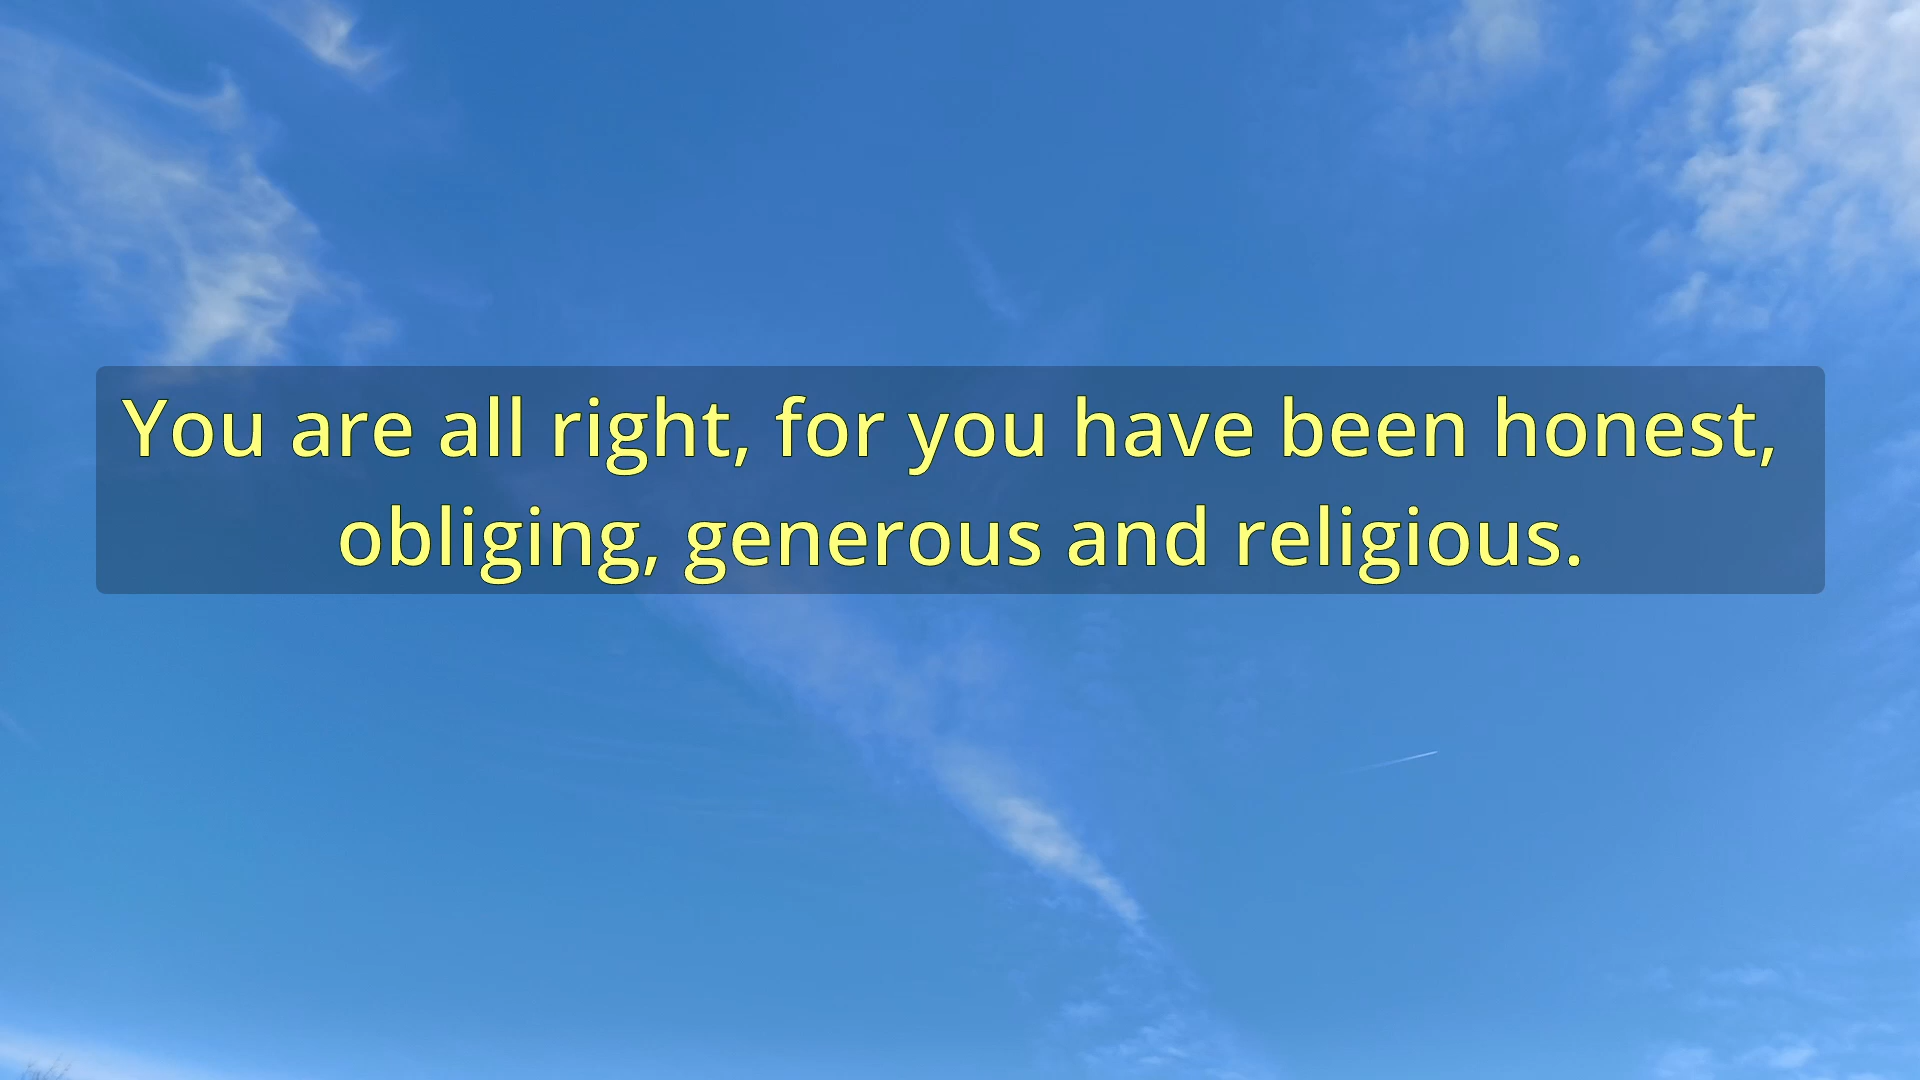 You are all right, for you have been honest,
obliging, generous and religious.